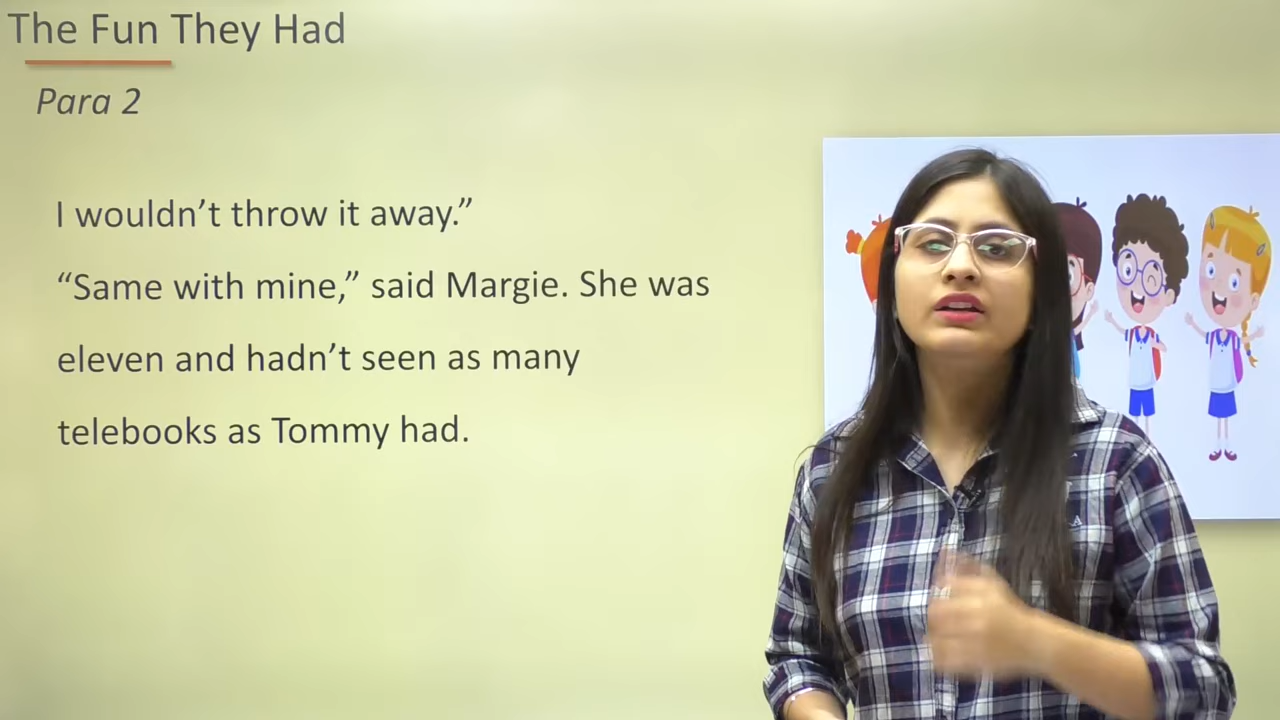 The Fun They Had
Para 2
I wouldn’t throw it away.”
“Same with mine,” said Margie. She was
eleven and hadn’t seen as many
telebooks as Tommy had.